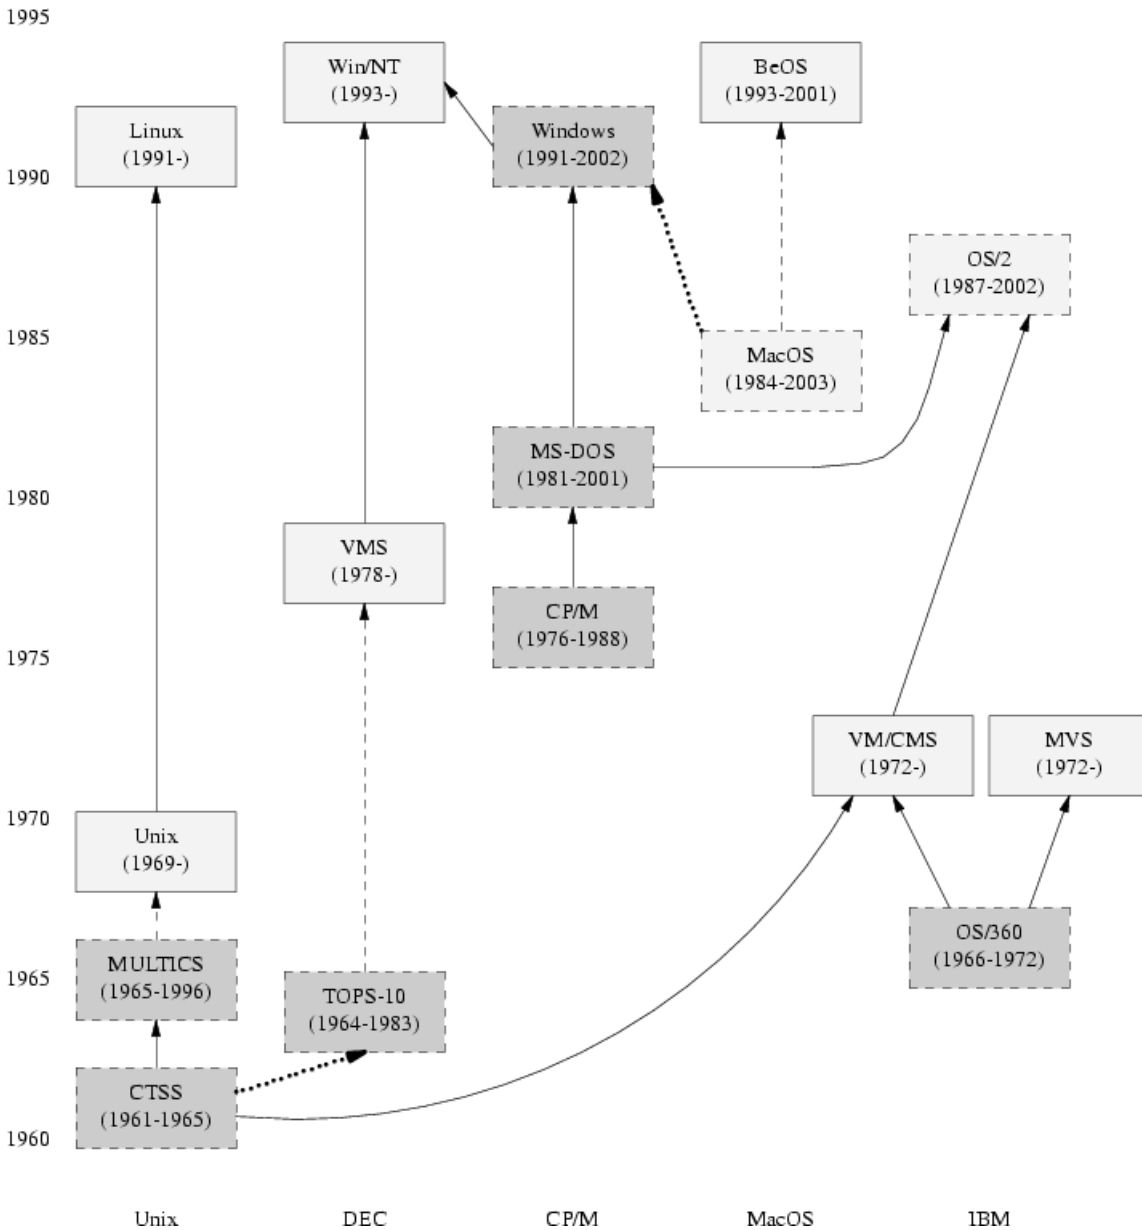 1995
Win/NT
(1993-)
BeOS
(1993-2001)
Linux
(1991-)
Windows
(1991-2002)
1990
OS/2
(1987-2002)
1985
MacOS
(1984-2003)
MS-DOS
(1981-2001)
1980
VMS
(1978-)
CP/M
(1976-1988)
1975
VM/CMS
(1972-)
MVS
(1972-)
1970
Unix
(1969-)
OS/360
(1966-1972)
MULTICS
(1965-1996)
1965
TOPS-10
(1964-1983)
CTSS
(1961-1965)
1960
Unix DEC CP/M MacOS IBM